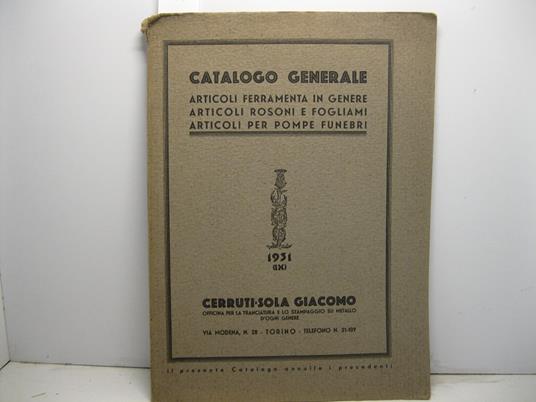 CATALOGO GENERALE
ARTICOLI FERRAMENTA IN GENERE
ARTICOLI ROSONI E FOGLIAMI
ARTICOLI PER POMPE FUNEBRI
1931
(IX)
CERRUTI-SOLA GIACOMO
OFFICINA PER LA TRANCIATURA E LO STAMPAGGIO SU METALLO
D'OGNI GENERE
VIA MODENA, N. 28 - TORINO - TELEFONO N. 21-109
il presente Catalogo annulla i precedenti